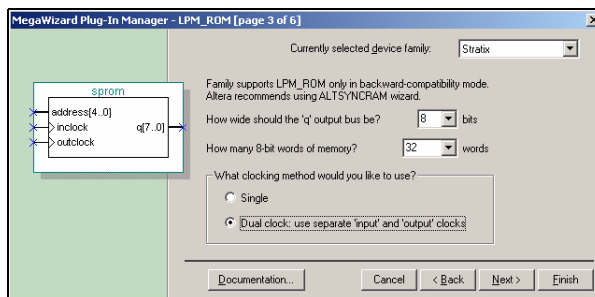 MegaWizard Plug-In Manager - LPM_ROM [page 3 of 6]
Currently selected device family:
Stratix
sprom
address[4..0]
inclock
q[7..0]
outclock
Family supports LPM_ROM only in backward-compatibility mode.
Altera recommends using ALTSYNCRAM wizard.
How wide should the 'q' output bus be?
8
bits
How many 8-bit words of memory?
32
words
What clocking method would you like to use?
Single
Dual clock: use separate 'input' and 'output' clocks
Documentation...
Cancel
< Back
Next >
Finish